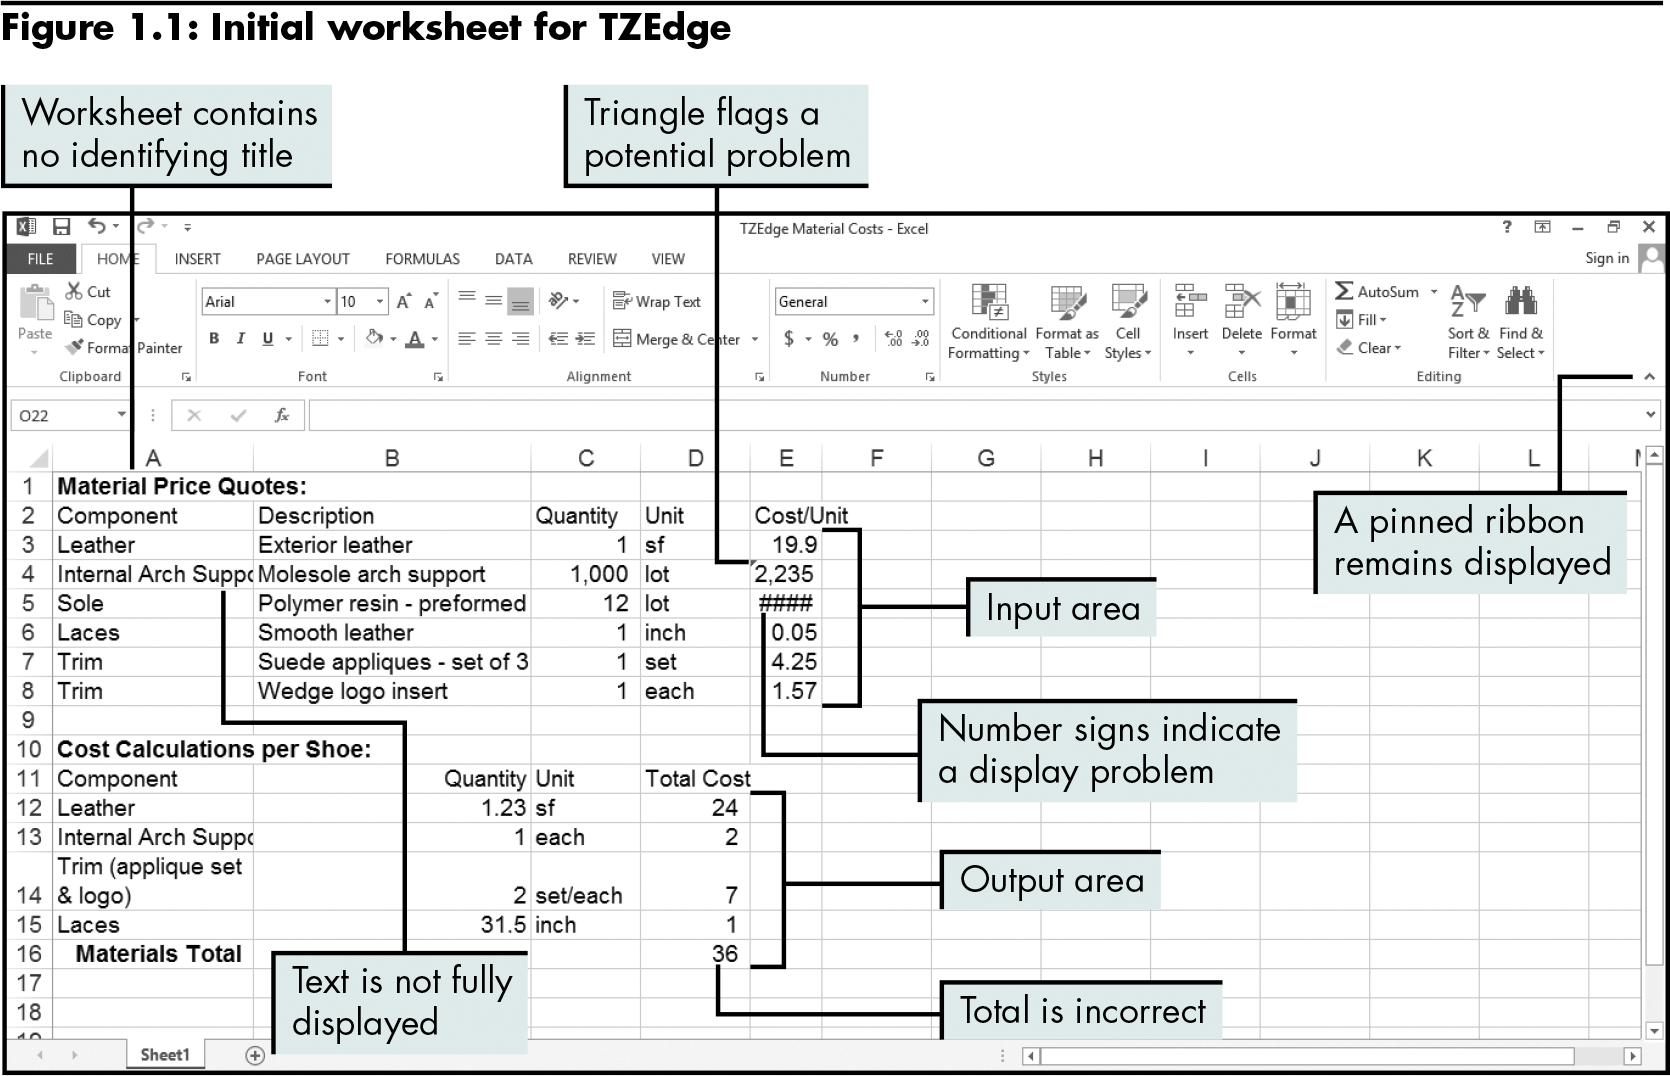 Figure 1.1: Initial worksheet for TZEdge
Worksheet contains
no identifying title
Triangle flags a
potential problem
TZEdge Material Costs - Excel
?
FILE HOME INSERT PAGE LAYOUT FORMULAS DATA REVIEW VIEW Sign in
Paste
Cut
Copy
Format Painter
Clipboard
Arial 10
B I U
Font
Wrap Text
Merge & Center
Alignment
General
$ % ,
Number
Conditional
Formatting
Format as
Table
Cell
Styles
Styles
Insert Delete Format
Cells
AutoSum
Fill
Clear
Sort &
Filter
Find &
Select
Editing
O22 fx
A B C D E F G H I J K L
1 Material Price Quotes:
2 Component Description Quantity Unit Cost/Unit
3 Leather Exterior leather 1 sf 19.9
4 Internal Arch Suppo Molesole arch support 1,000 lot 2,235
5 Sole Polymer resin - preformed 12 lot ####
6 Laces Smooth leather 1 inch 0.05
7 Trim Suede appliques - set of 3 1 set 4.25
8 Trim Wedge logo insert 1 each 1.57
9
10 Cost Calculations per Shoe:
11 Component Quantity Unit Total Cost
12 Leather 1.23 sf 24
13 Internal Arch Suppo 1 each 2
Trim (applique set
14 & logo) 2 set/each 7
15 Laces 31.5 inch 1
16 Materials Total 36
17
18
A pinned ribbon
remains displayed
Input area
Number signs indicate
a display problem
Output area
Text is not fully
displayed
Total is incorrect
Sheet1